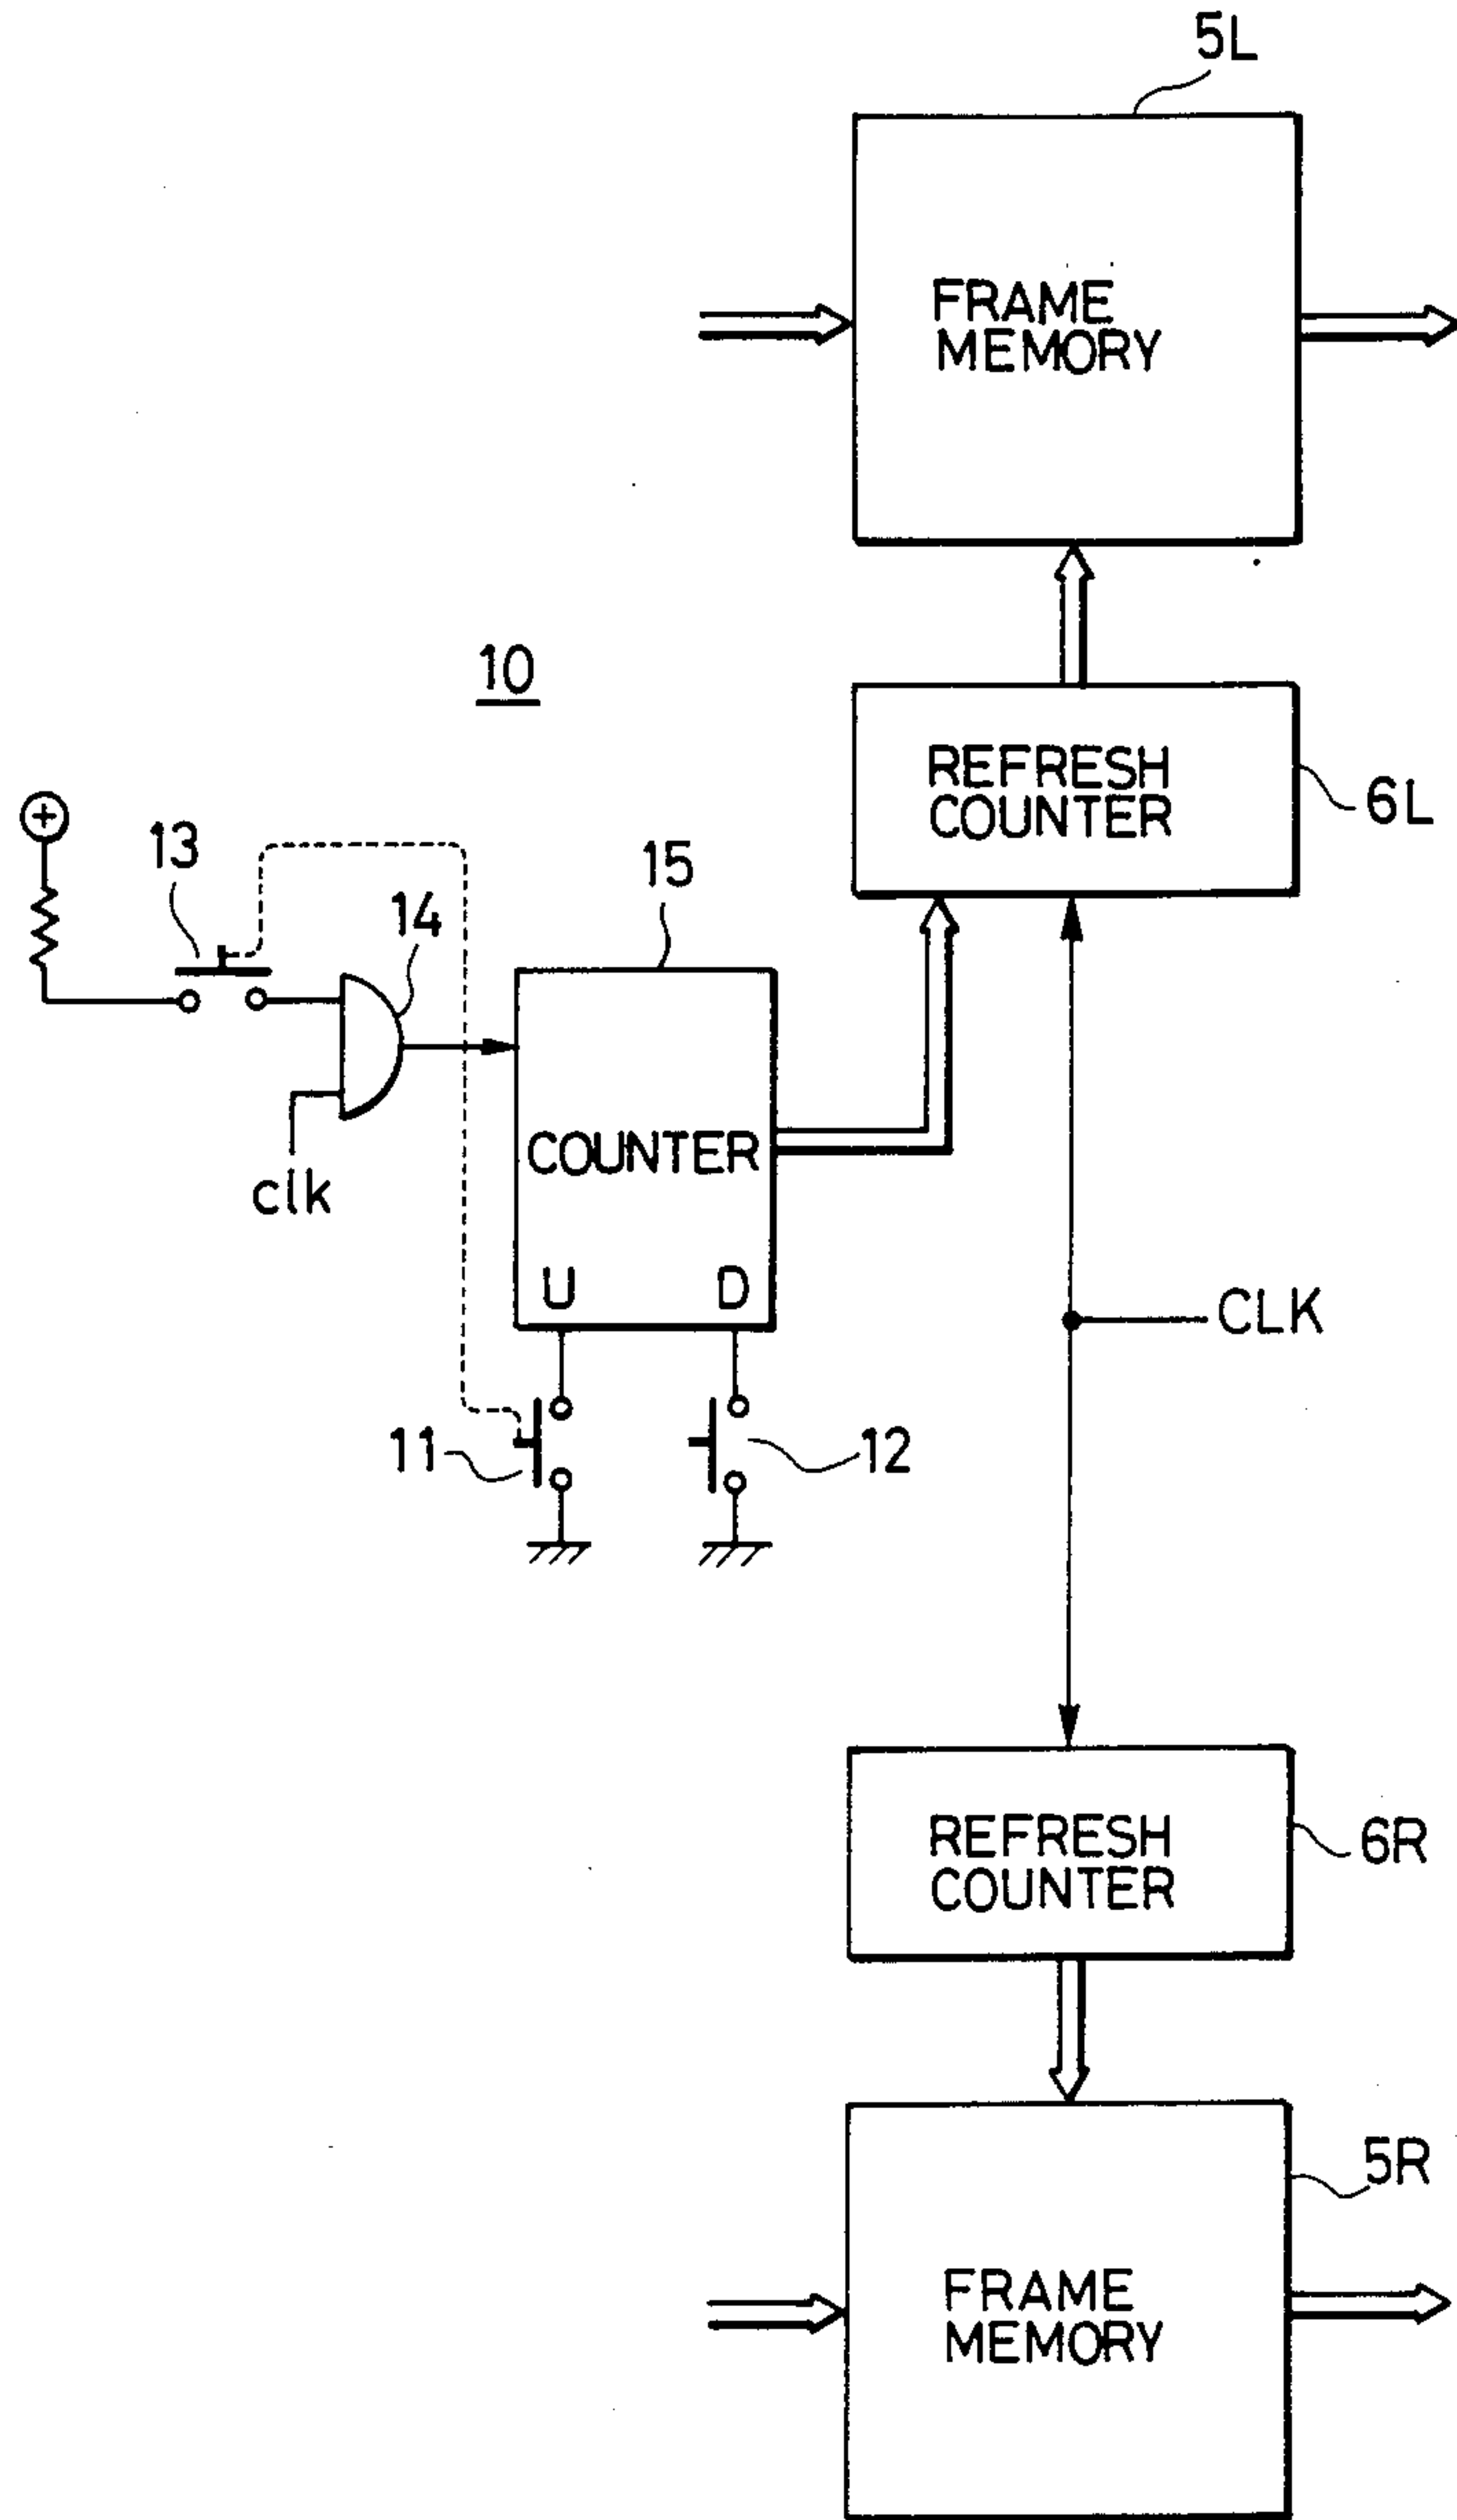 5L
FRAME
MEMORY
10
REFRESH
COUNTER
6L
13
14
15
COUNTER
clk
U D
CLK
11
12
REFRESH
COUNTER
6R
5R
FRAME
MEMORY